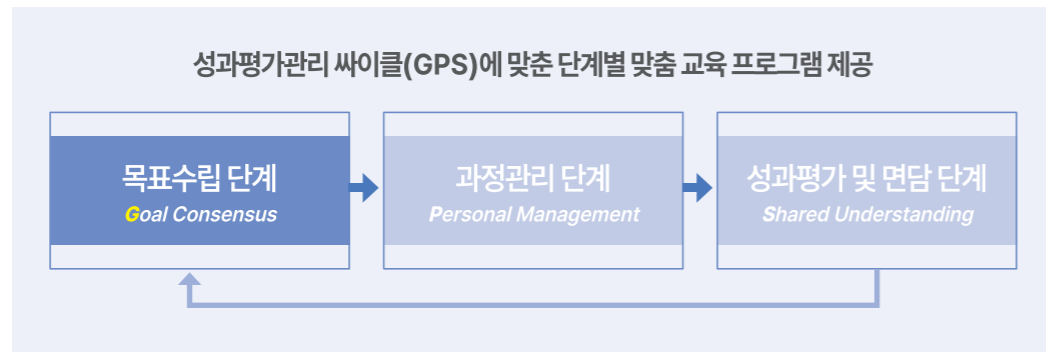 성과평가관리 싸이클(GPS)에 맞춘 단계별 맞춤 교육 프로그램 제공
목표수립 단계
Goal Consensus
과정관리 단계
Personal Management
성과평가 및 면담 단계
Shared Understanding